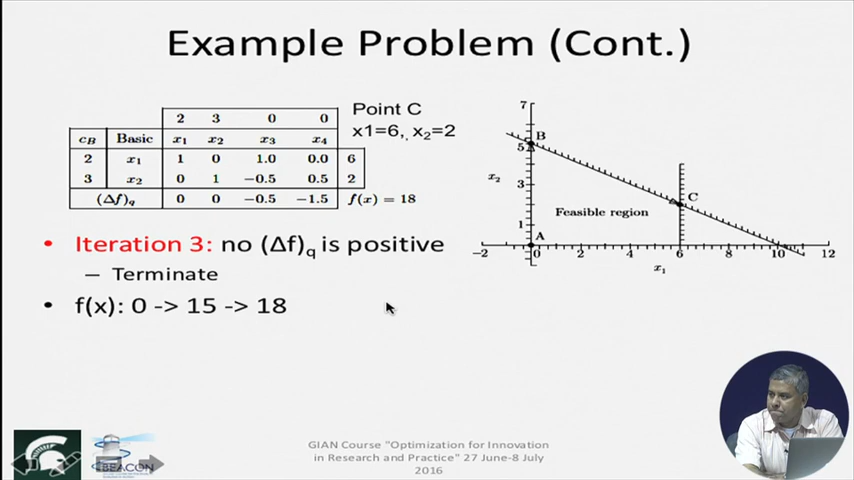 Example Problem (Cont.)
2 3 0 0
cB Basic x1 x2 x3 x4
2 x1 1 0 1.0 0.0 6
3 x2 0 1 −0.5 0.5 2
(Δf)q 0 0 −0.5 −1.5 f(x) = 18
Point C
x1=6, x2=2
7
B
5
x2
3
C
Feasible region
1
A
−2 0 2 4 6 8 10 12
x1
• Iteration 3: no (Δf)q is positive
– Terminate
• f(x): 0 -> 15 -> 18
BEACON
GIAN Course "Optimization for Innovation
in Research and Practice" 27 June-8 July
2016